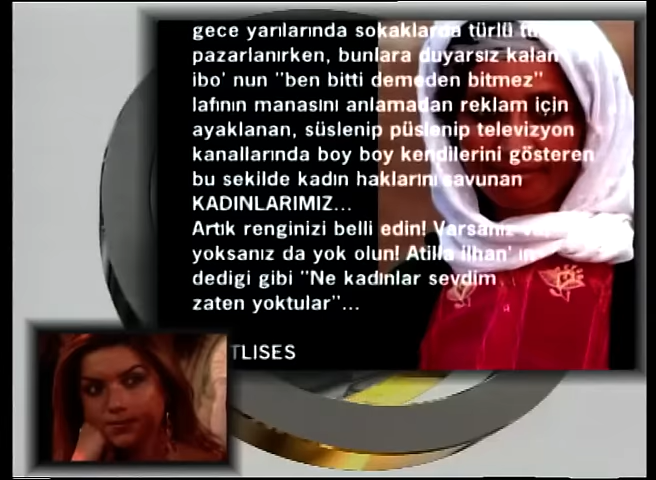 gece yarılarında sokaklarda türlü
pazarlanırken, bunlara duyarsız kalan
ibo' nun "ben bitti demeden bitmez"
lafının manasını anlamadan reklam için
ayaklanan, süslenip püslenip televizyon
kanallarında boy boy kendilerini gösteren
bu sekilde kadın haklarını savunan
KADINLARIMIZ...
Artık renginizi belli edin! Varsanız
yoksanız da yok olun! Atilla ilhan' ın
dedigi gibi "Ne kadınlar sevdim
zaten yoktular"...
TLISES